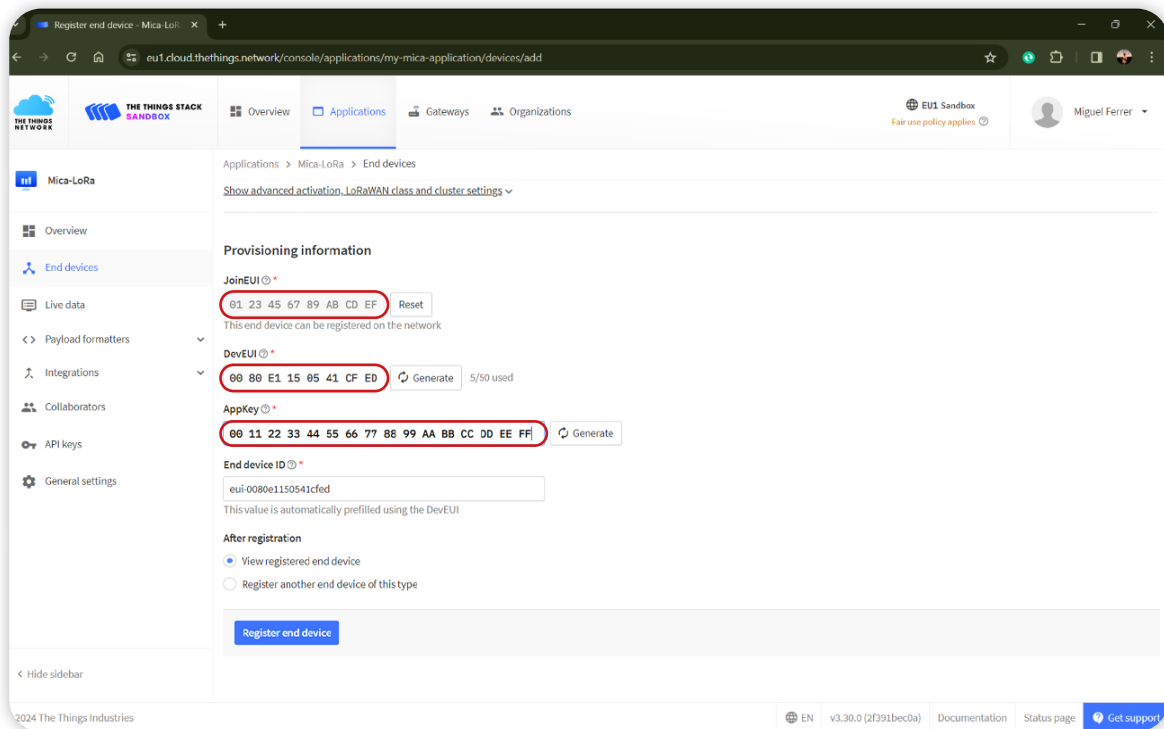 Register end device - Mica-LoR
eu1.cloud.thethings.network/console/applications/my-mica-application/devices/add
THE THINGS NETWORK
THE THINGS STACK
SANDBOX
Overview
Applications
Gateways
Organizations
EU1 Sandbox
Fair use policy applies
Miguel Ferrer
Mica-LoRa
Overview
End devices
Live data
Payload formatters
Integrations
Collaborators
API keys
General settings
Hide sidebar
Applications > Mica-LoRa > End devices
Show advanced activation, LoRaWAN class and cluster settings
Provisioning information
JoinEUI *
01 23 45 67 89 AB CD EF Reset
This end device can be registered on the network
DevEUI *
00 80 E1 15 05 41 CF ED Generate 5/50 used
AppKey *
00 11 22 33 44 55 66 77 88 99 AA BB CC DD EE FF Generate
End device ID *
eui-0080e1150541cfed
This value is automatically prefilled using the DevEUI
After registration
View registered end device
Register another end device of this type
Register end device
2024 The Things Industries
EN
v3.30.0 (2f391bec0a)
Documentation
Status page
Get support